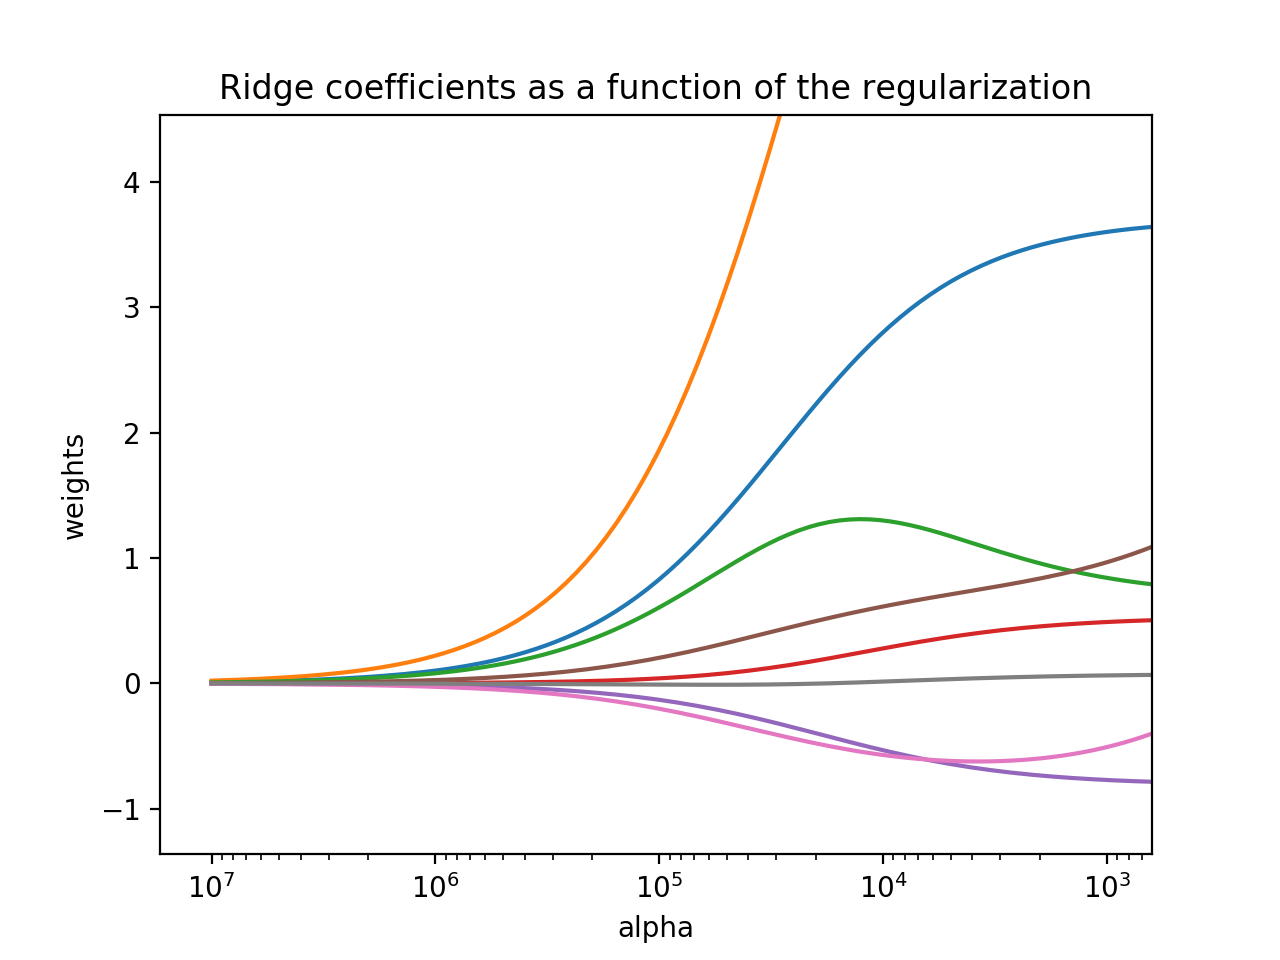 Ridge coefficients as a function of the regularization
4
3
2
1
0
−1
weights
10⁷ 10⁶ 10⁵ 10⁴ 10³
alpha